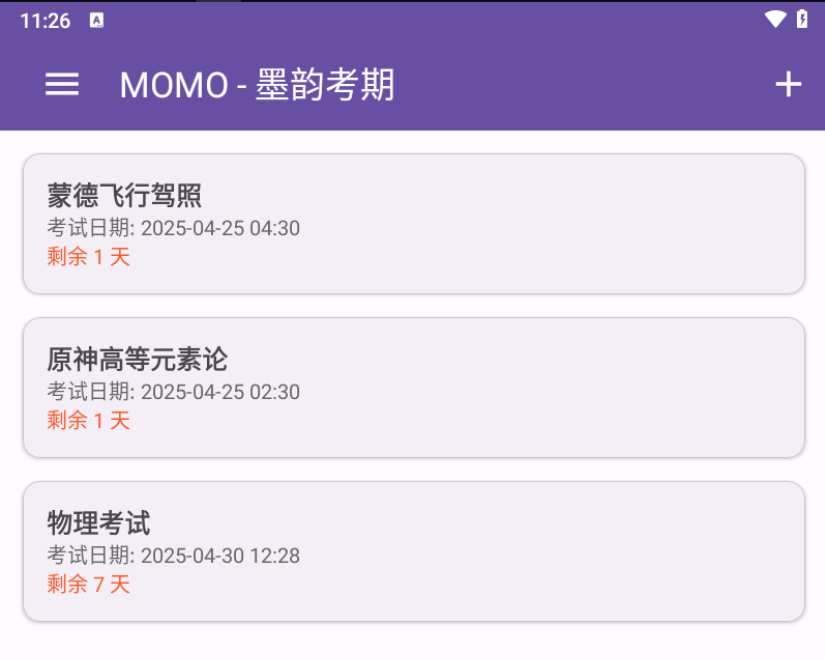 11:26
MOMO - 墨韵考期
蒙德飞行驾照
考试日期: 2025-04-25 04:30
剩余 1 天
原神高等元素论
考试日期: 2025-04-25 02:30
剩余 1 天
物理考试
考试日期: 2025-04-30 12:28
剩余 7 天